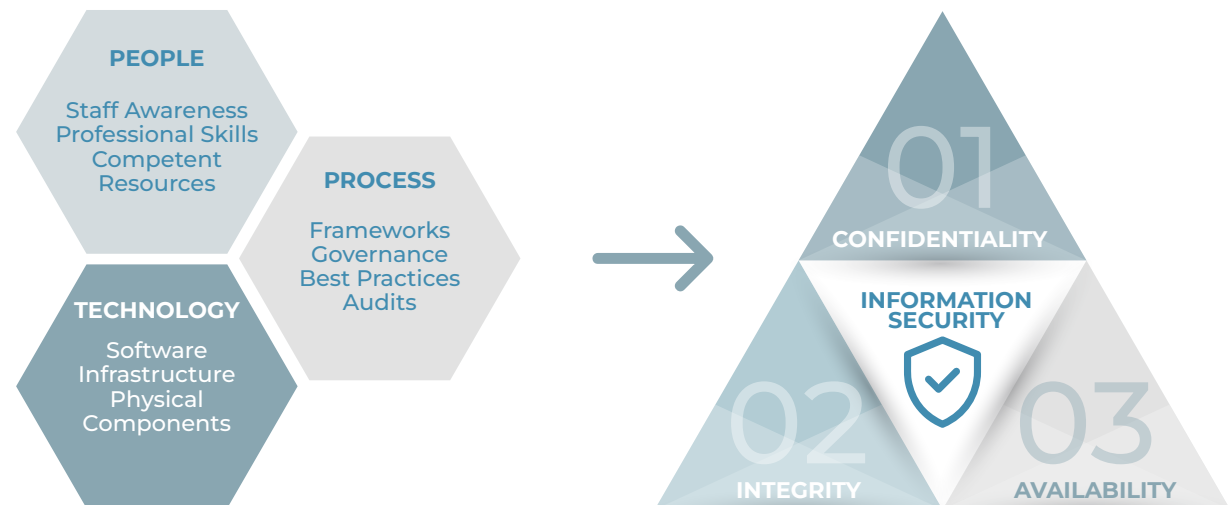 PEOPLE
Staff Awareness
Professional Skills
Competent
Resources
PROCESS
Frameworks
Governance
Best Practices
Audits
TECHNOLOGY
Software
Infrastructure
Physical
Components
01
CONFIDENTIALITY
INFORMATION
SECURITY
02
INTEGRITY
03
AVAILABILITY